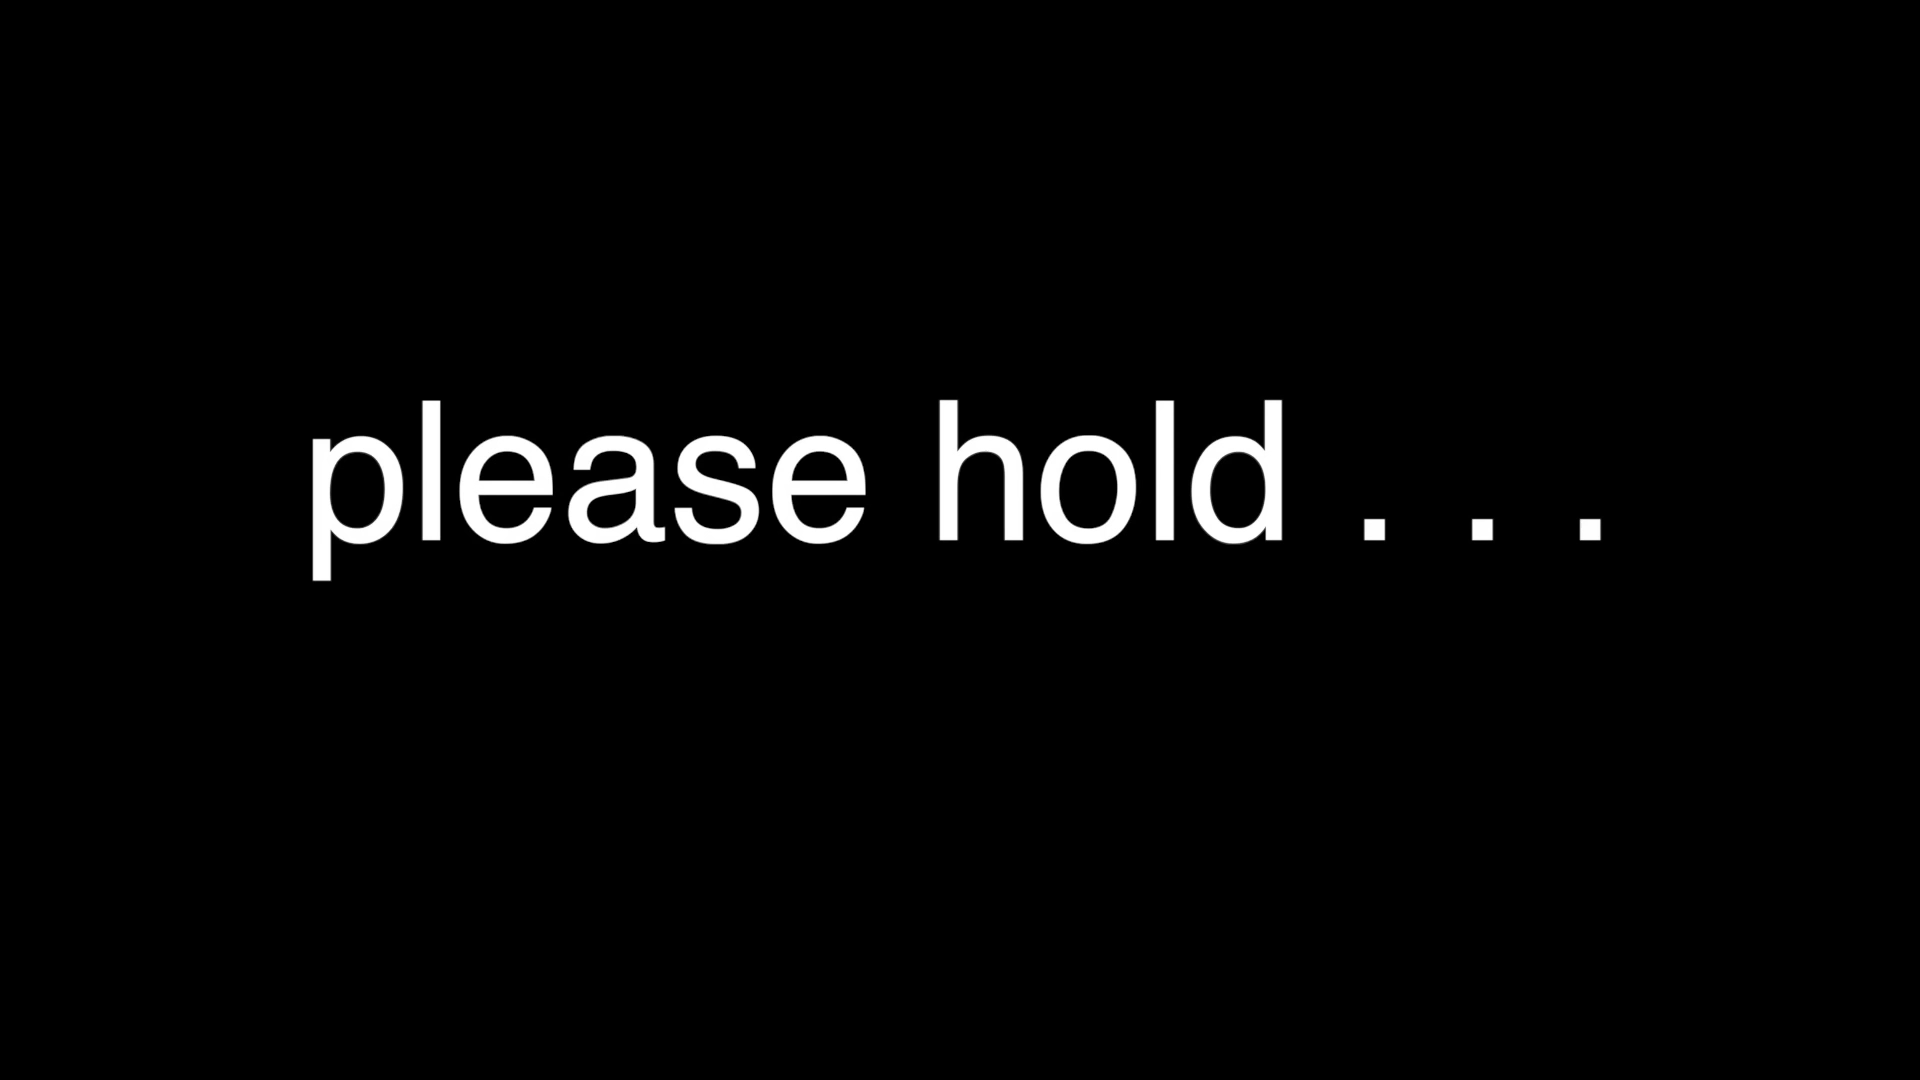 please hold . . .